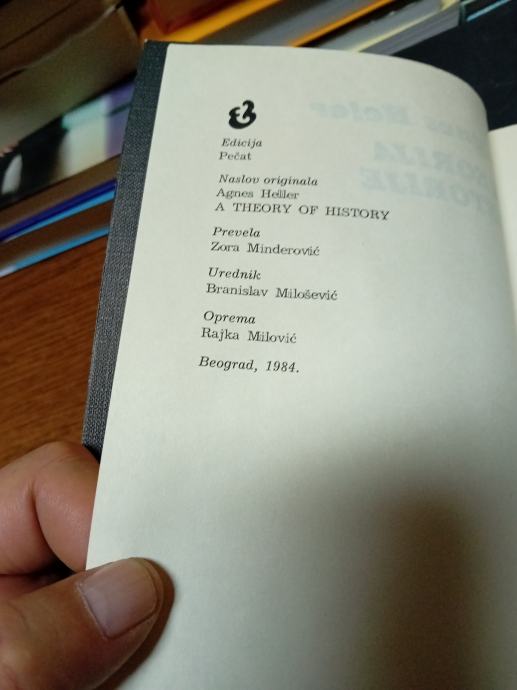 Edicija
Pečat
Naslov originala
Agnes Heller
A THEORY OF HISTORY
Prevela
Zora Minderović
Urednik
Branislav Milošević
Oprema
Rajka Milović
Beograd, 1984.